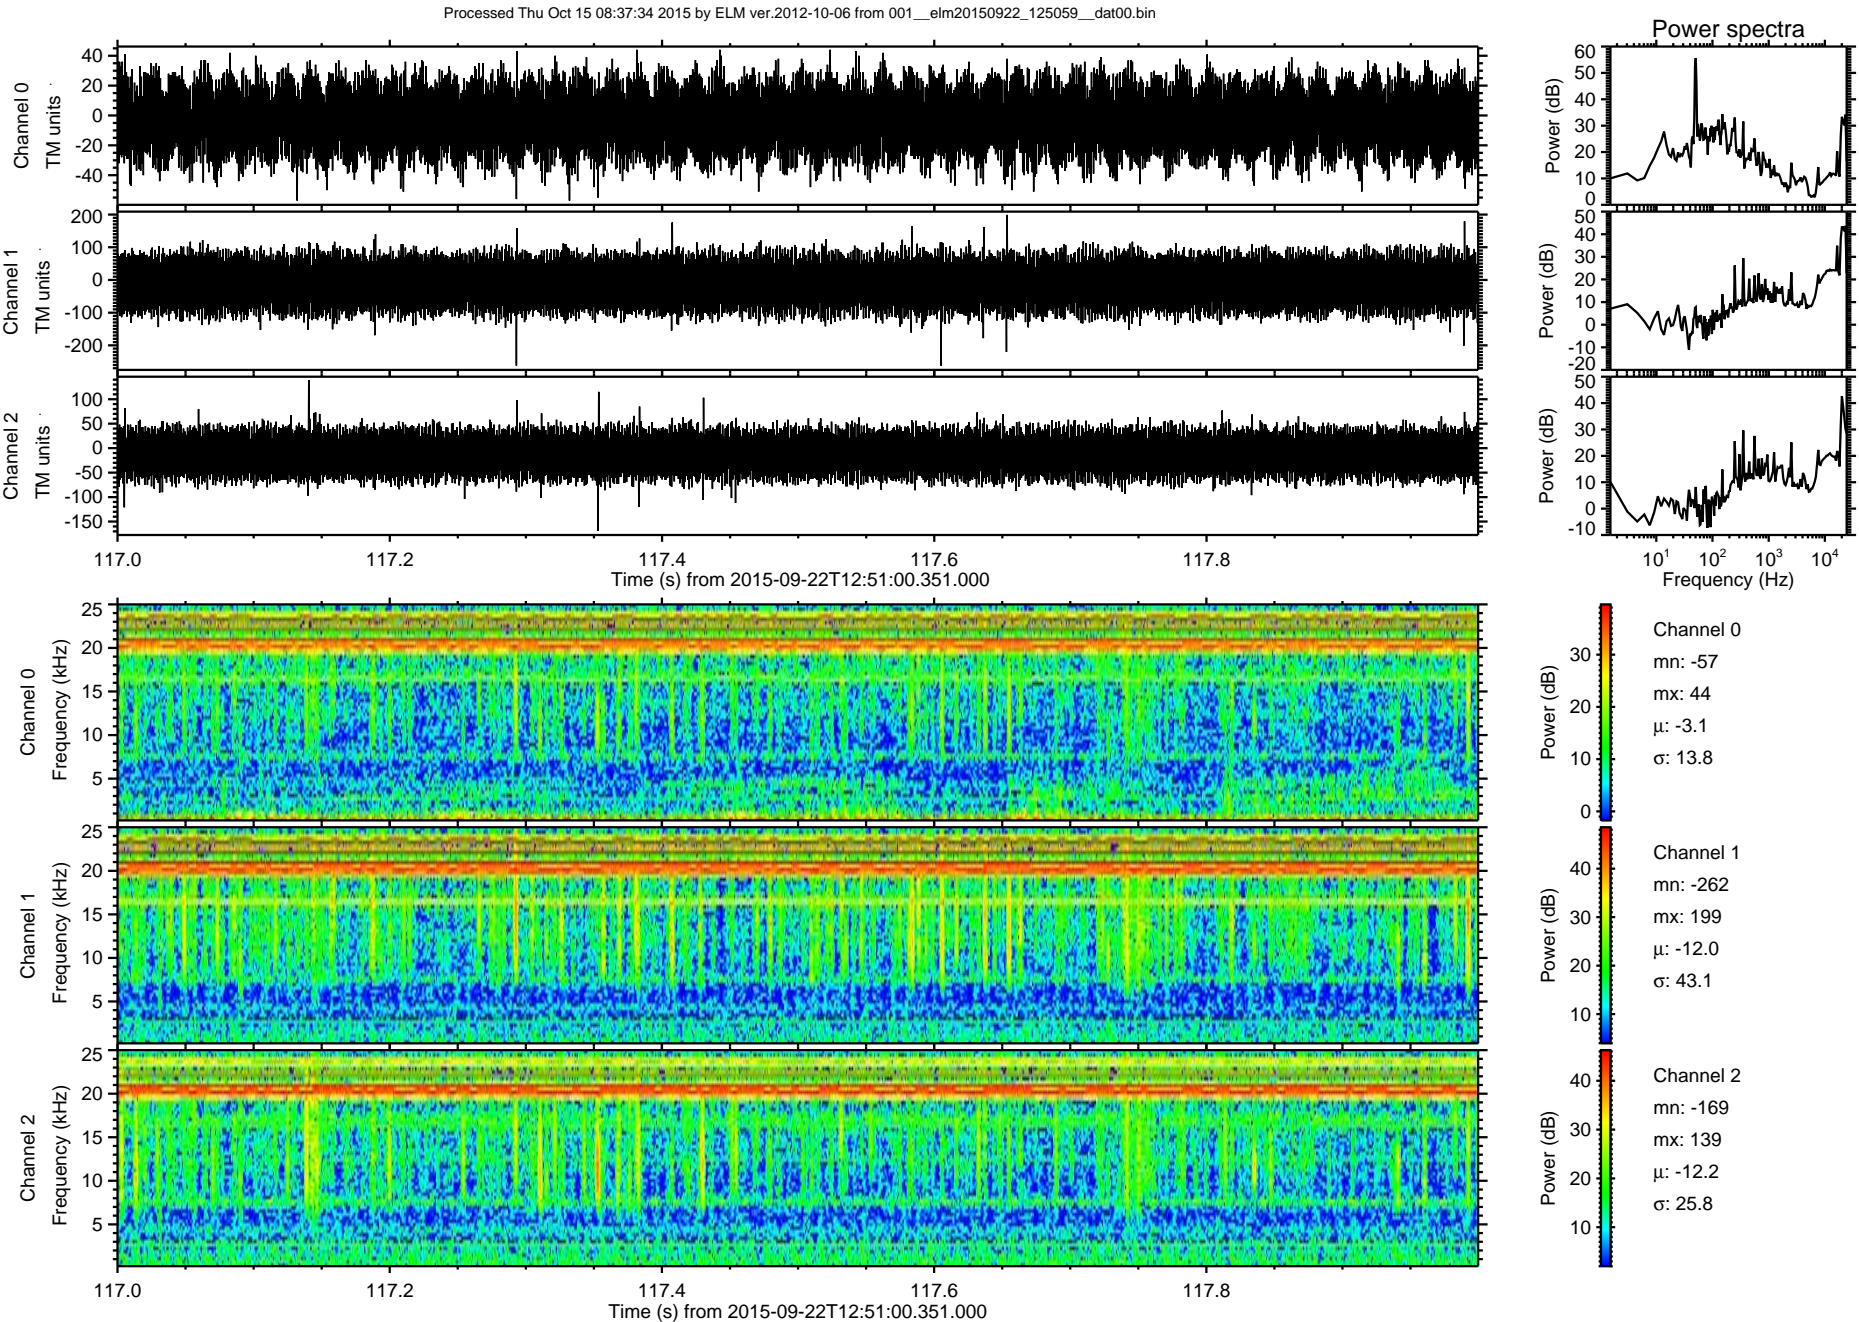 Processed Thu Oct 15 08:37:34 2015 by ELM ver.2012-10-06 from 001__elm20150922_125059__dat00.bin
Power spectra
Channel 0
TM units
40
20
0
-20
-40
Power (dB)
60
50
40
30
20
10
0
Channel 1
TM units
200
100
0
-100
-200
Power (dB)
50
40
30
20
10
0
-10
-20
Channel 2
TM units
100
50
0
-50
-100
-150
Power (dB)
50
40
30
20
10
0
-10
117.0 117.2 117.4 117.6 117.8
Time (s) from 2015-09-22T12:51:00.351.000
10^1 10^2 10^3 10^4
Frequency (Hz)
Channel 0
Frequency (kHz)
25
20
15
10
5
Power (dB)
30
20
10
0
Channel 0
mn: -57
mx: 44
μ: -3.1
σ: 13.8
Channel 1
Frequency (kHz)
25
20
15
10
5
Power (dB)
40
30
20
10
Channel 1
mn: -262
mx: 199
μ: -12.0
σ: 43.1
Channel 2
Frequency (kHz)
25
20
15
10
5
Power (dB)
40
30
20
10
Channel 2
mn: -169
mx: 139
μ: -12.2
σ: 25.8
117.0 117.2 117.4 117.6 117.8
Time (s) from 2015-09-22T12:51:00.351.000